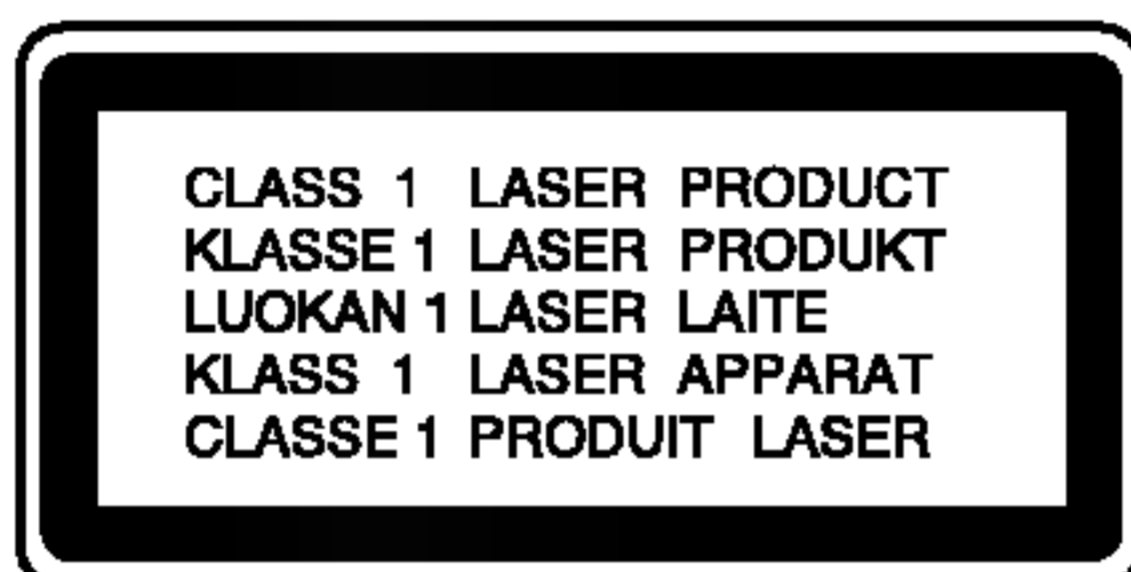 CLASS 1 LASER PRODUCT
KLASSE 1 LASER PRODUKT
LUOKAN 1 LASER LAITE
KLASS 1 LASER APPARAT
CLASSE 1 PRODUIT LASER